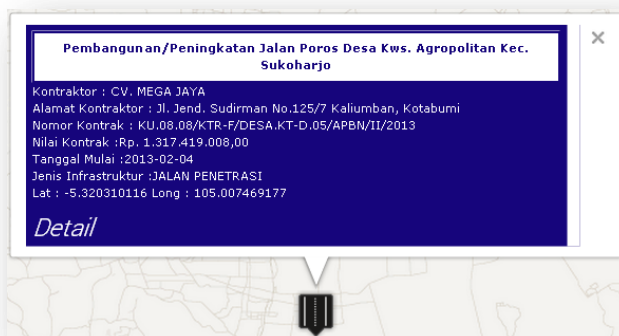 Pembangunan/Peningkatan Jalan Poros Desa Kws. Agropolitan Kec.
Sukoharjo
Kontraktor : CV. MEGA JAYA
Alamat Kontraktor : Jl. Jend. Sudirman No.125/7 Kaliumban, Kotabumi
Nomor Kontrak : KU.08.08/KTR-F/DESA.KT-D.05/APBN/II/2013
Nilai Kontrak :Rp. 1.317.419.008,00
Tanggal Mulai :2013-02-04
Jenis Infrastruktur :JALAN PENETRASI
Lat : -5.320310116 Long : 105.007469177
Detail